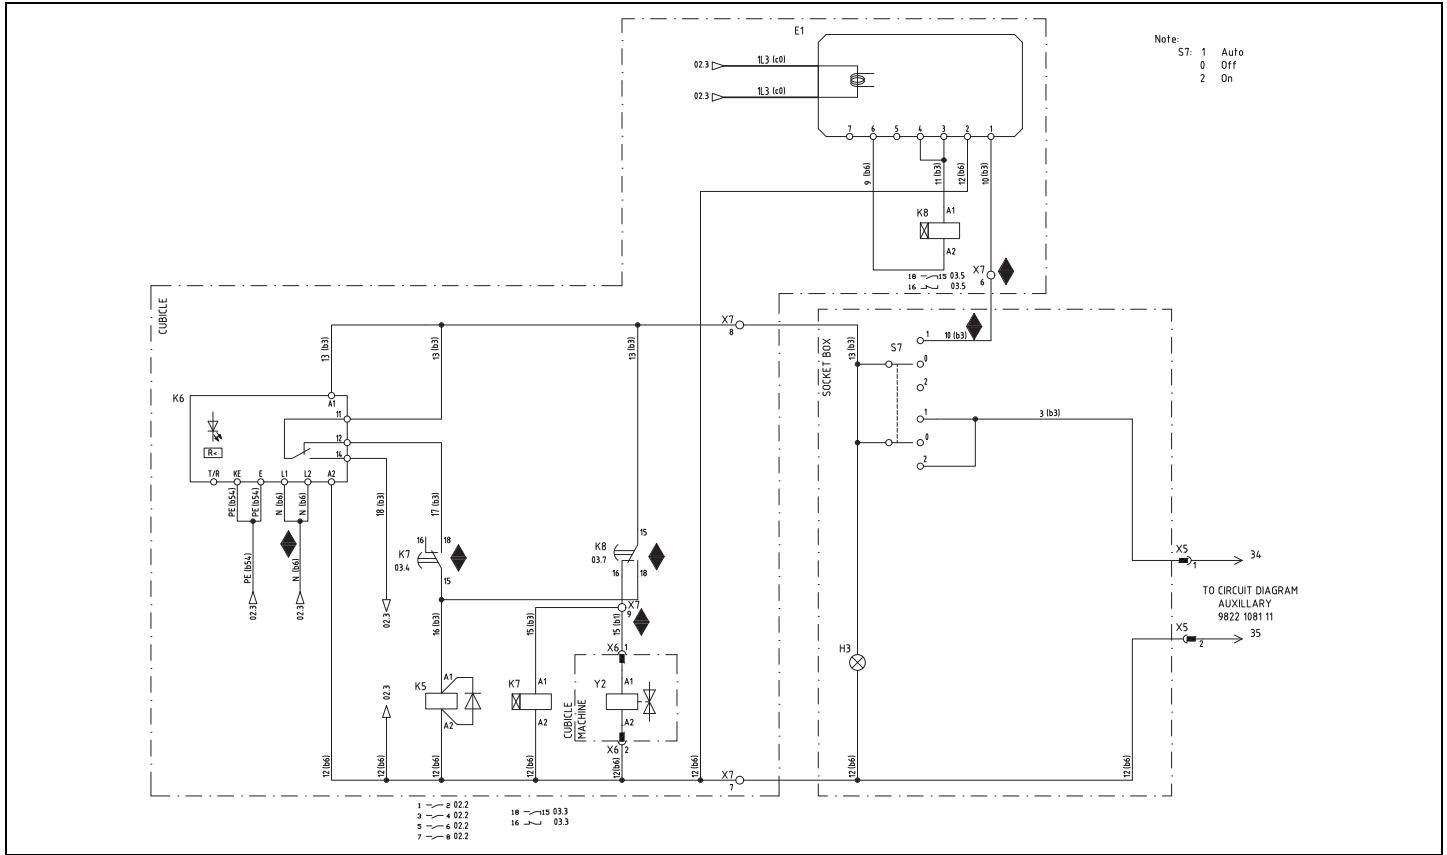 E1
Note:
S7: 1 Auto
0 Off
2 On
02.3
1L3 (c0)
02.3
1L3 (c0)
7 6 5 4 3 2 1
9 (b6)
11 (b3)
12 (b6)
10(b3)
K8
A1
A2
18 15 03.5
16 03.5
X7
6
CUBICLE
X7
8
SOCKET BOX
13 (b3)
13 (b3)
13 (b3)
13 (b3)
S7
1
10 (b3)
0
2
1
3 (b3)
0
2
K6
A1
11
12
14
R<
T/R KE E L1 L2 A2
PE(b54)
PE(b54)
N (b6)
N (b6)
18 (b3)
17 (b3)
PE (b54)
N (b6)
02.3
02.3
02.3
16
18
K7
03.4
15
15
K8
03.7
16
18
X7
9
16 (b3)
15 (b3)
15 (b1)
X5
1
34
TO CIRCUIT DIAGRAM
AUXILLARY
9822 1081 11
X5
2
35
H3
X6
1
02.3
K5
A1
A2
K7
A1
A2
Y2
A1
A2
CUBICLE
MACHINE
X6
2
12(b6)
12(b6)
12(b6)
12(b6)
12(b6)
12(b6)
X7
7
12(b6)
12(b6)
1 2 02.2
3 4 02.2
5 6 02.2
7 8 02.2
18 15 03.3
16 03.3